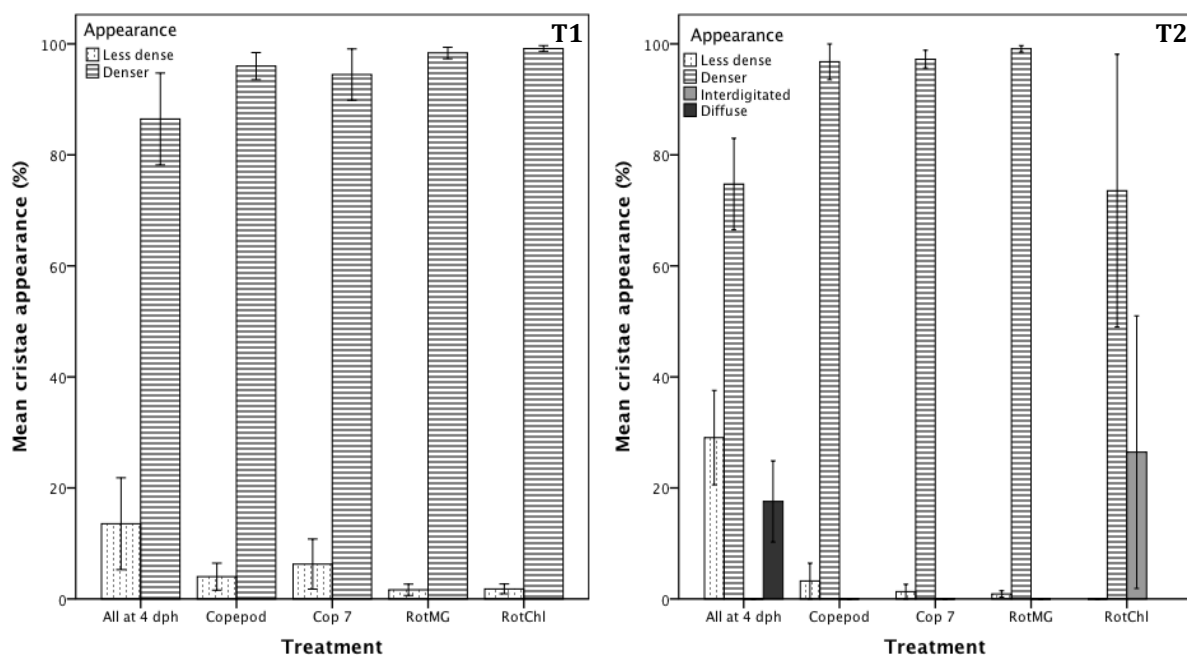 T1
Appearance
Less dense
Denser
Mean cristae appearance (%)
100
80
60
40
20
0
All at 4 dph Copepod Cop 7 RotMG RotChl
Treatment
T2
Appearance
Less dense
Denser
Interdigitated
Diffuse
Mean cristae appearance (%)
100
80
60
40
20
0
All at 4 dph Copepod Cop 7 RotMG RotChl
Treatment